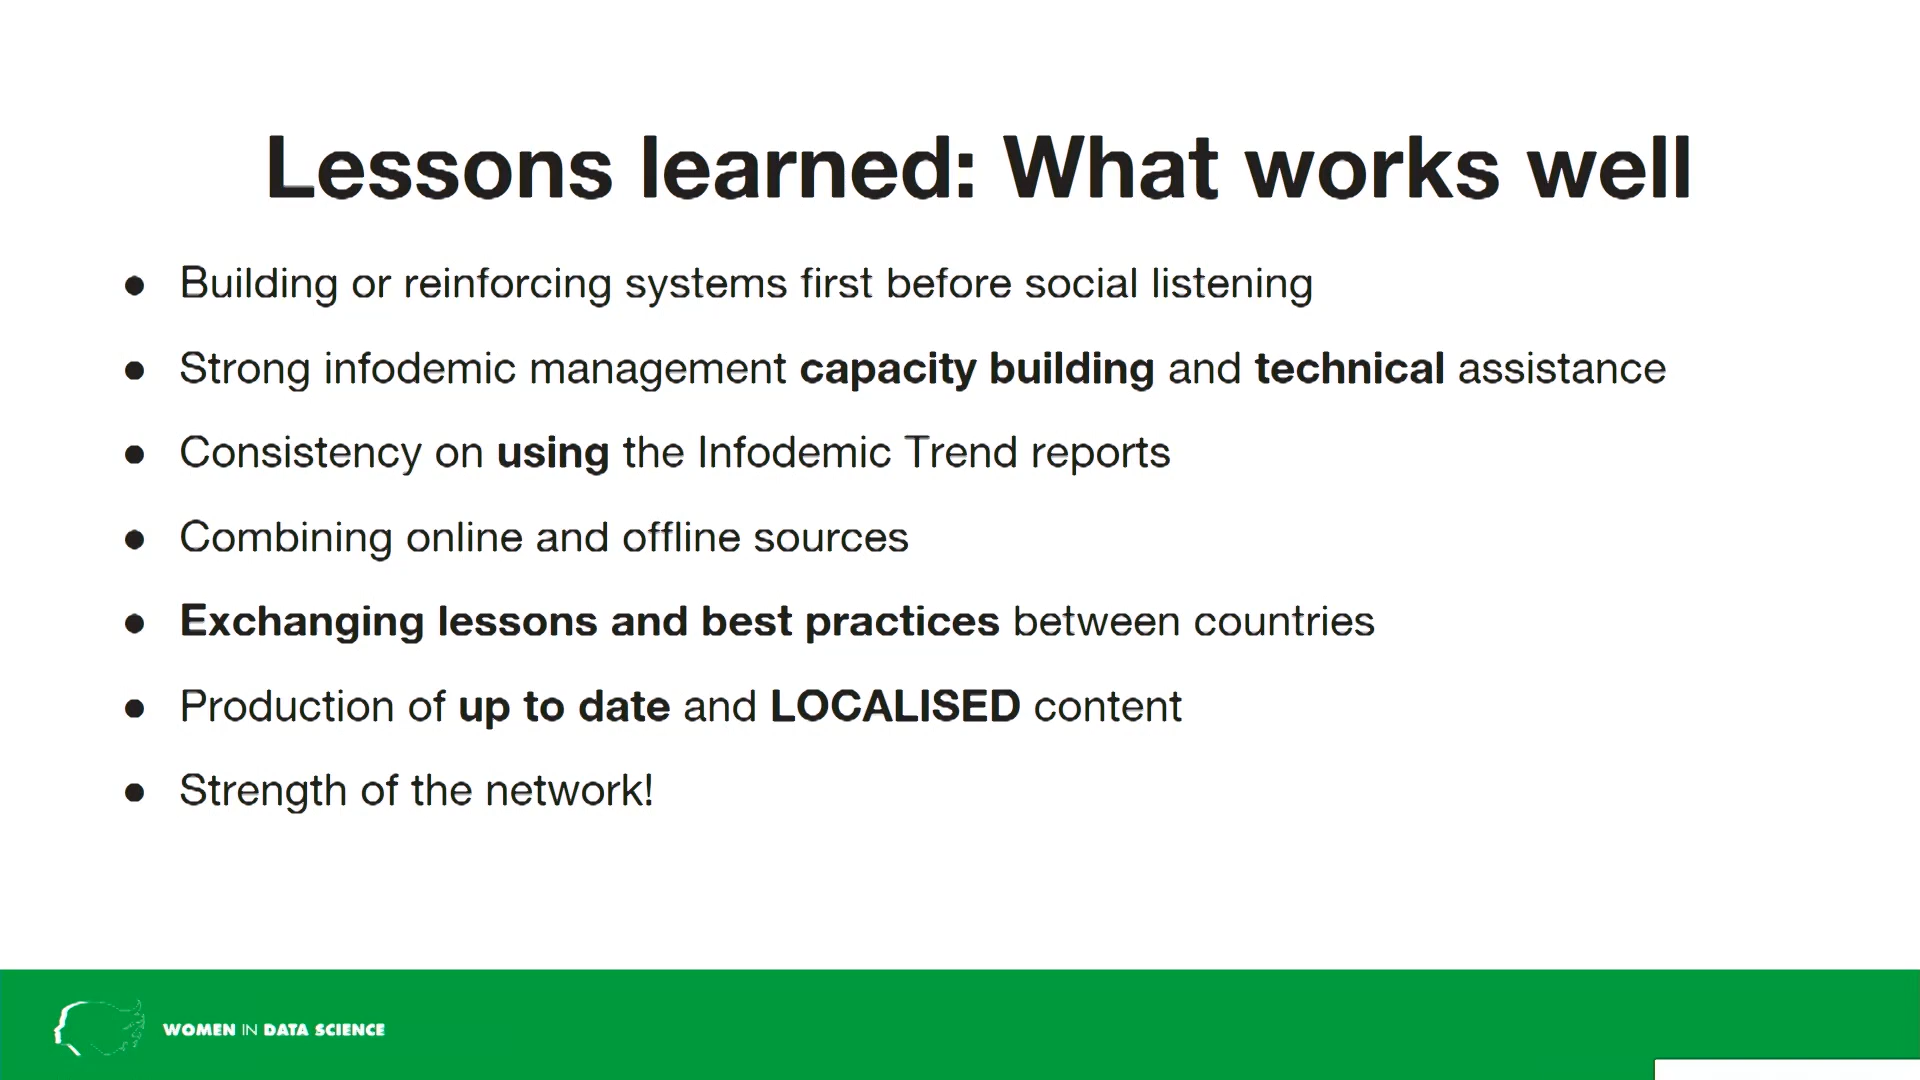 Lessons learned: What works well
● Building or reinforcing systems first before social listening
● Strong infodemic management capacity building and technical assistance
● Consistency on using the Infodemic Trend reports
● Combining online and offline sources
● Exchanging lessons and best practices between countries
● Production of up to date and LOCALISED content
● Strength of the network!
WOMEN IN DATA SCIENCE